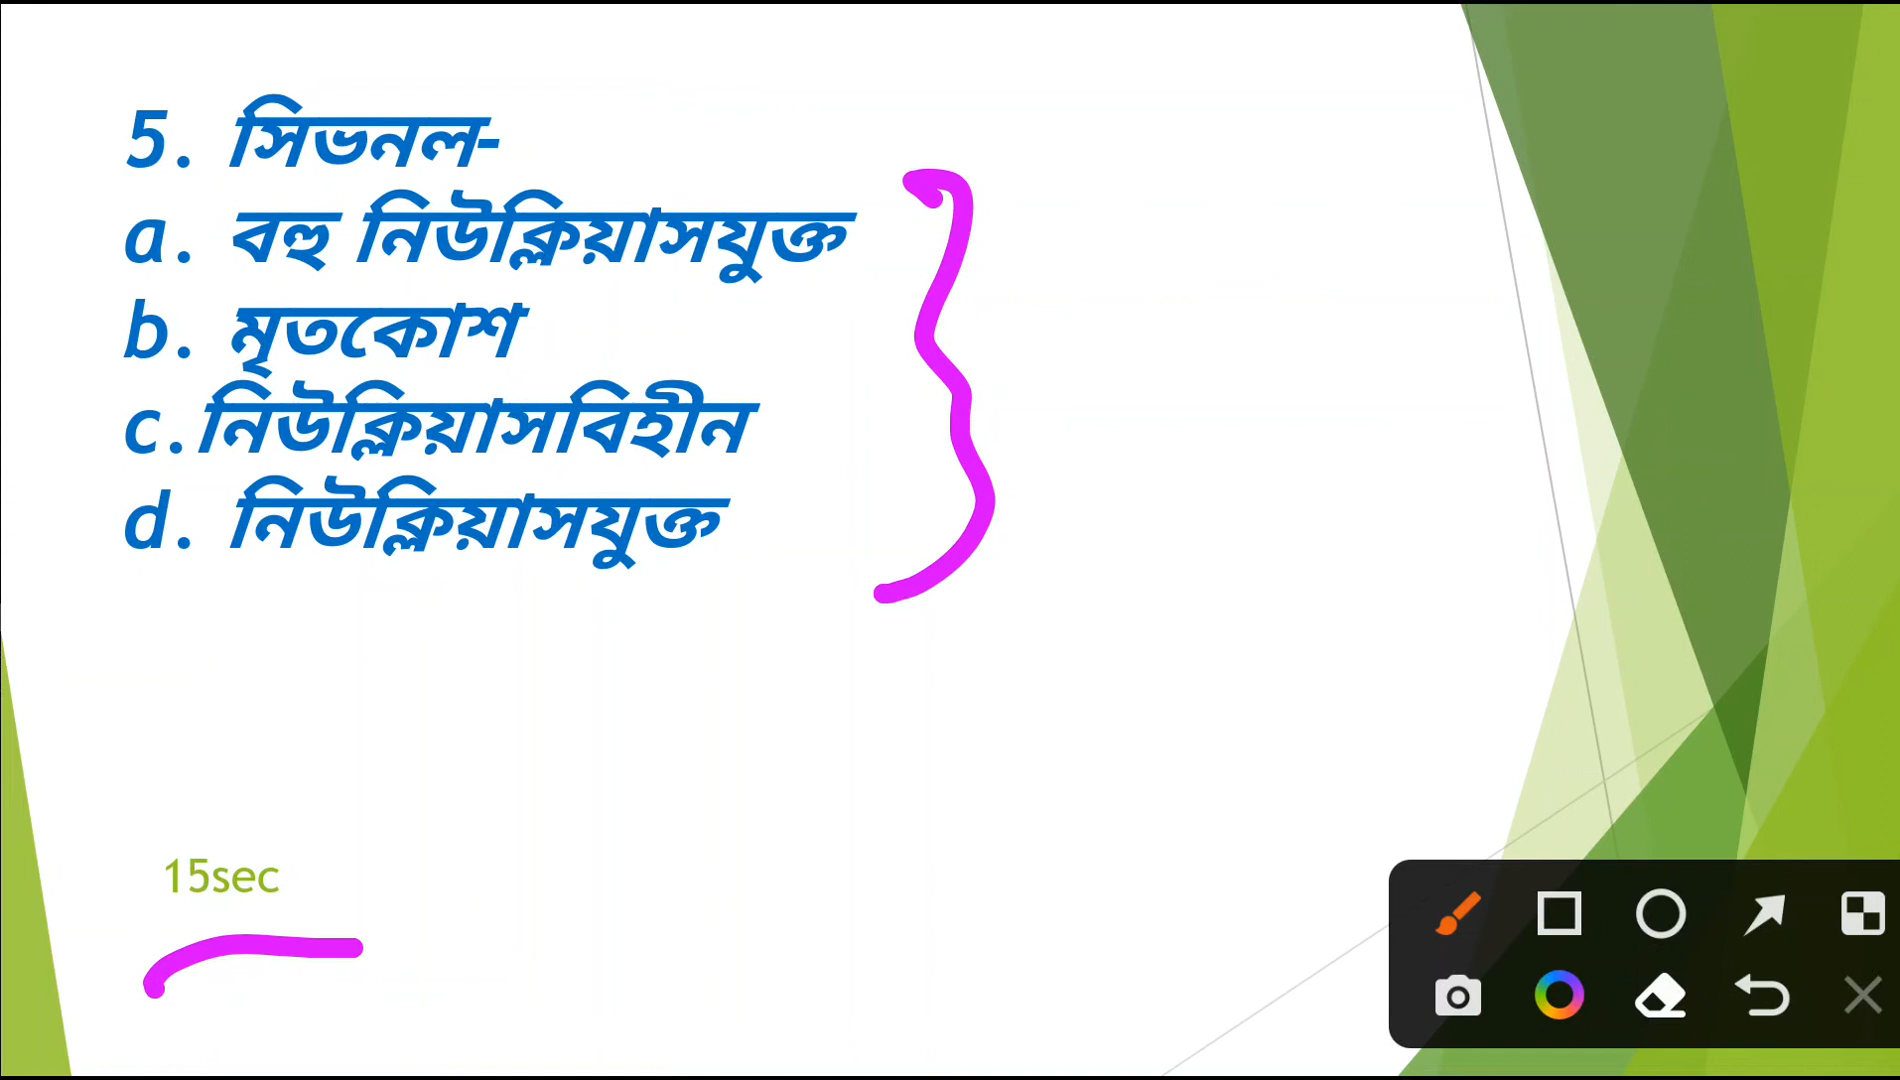 5. সিভনল-
a. বহু নিউক্লিয়াসযুক্ত
b. মৃতকোশ
c.নিউক্লিয়াসবিহীন
d. নিউক্লিয়াসযুক্ত
15sec